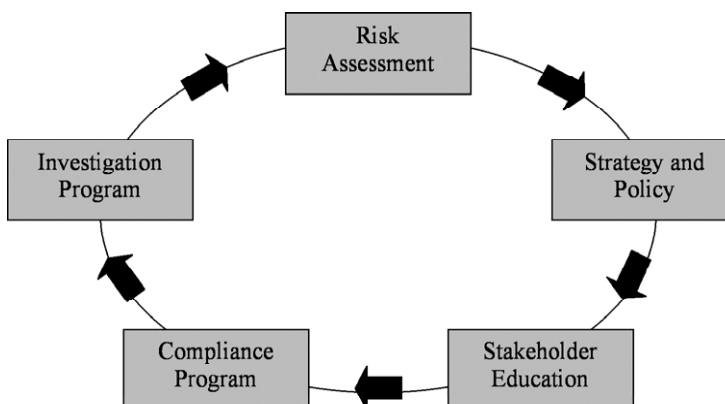 Risk
Assessment
Strategy and
Policy
Stakeholder
Education
Compliance
Program
Investigation
Program